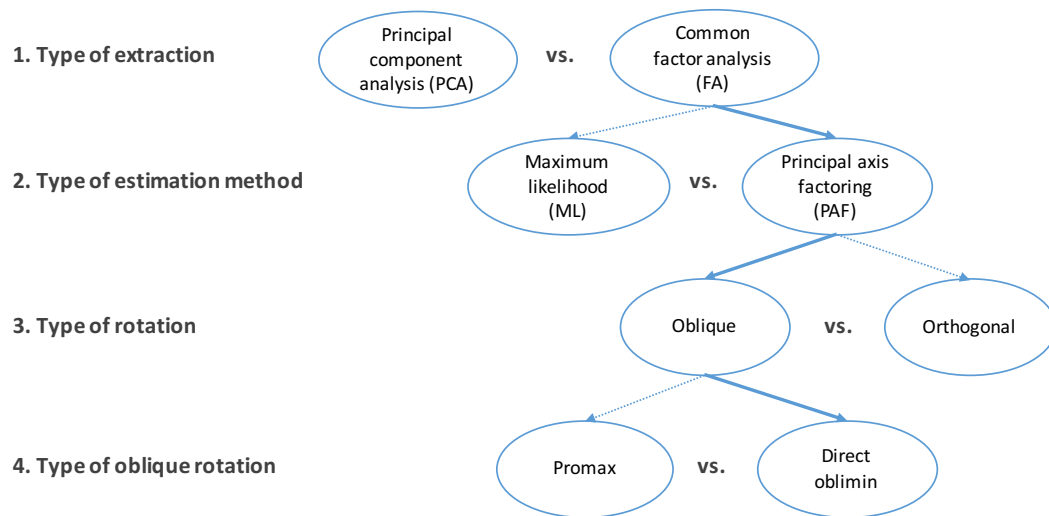 1. Type of extraction
Principal
component
analysis (PCA)
vs.
Common
factor analysis
(FA)
2. Type of estimation method
Maximum
likelihood
(ML)
vs.
Principal axis
factoring
(PAF)
3. Type of rotation
Oblique
vs.
Orthogonal
4. Type of oblique rotation
Promax
vs.
Direct
oblimin